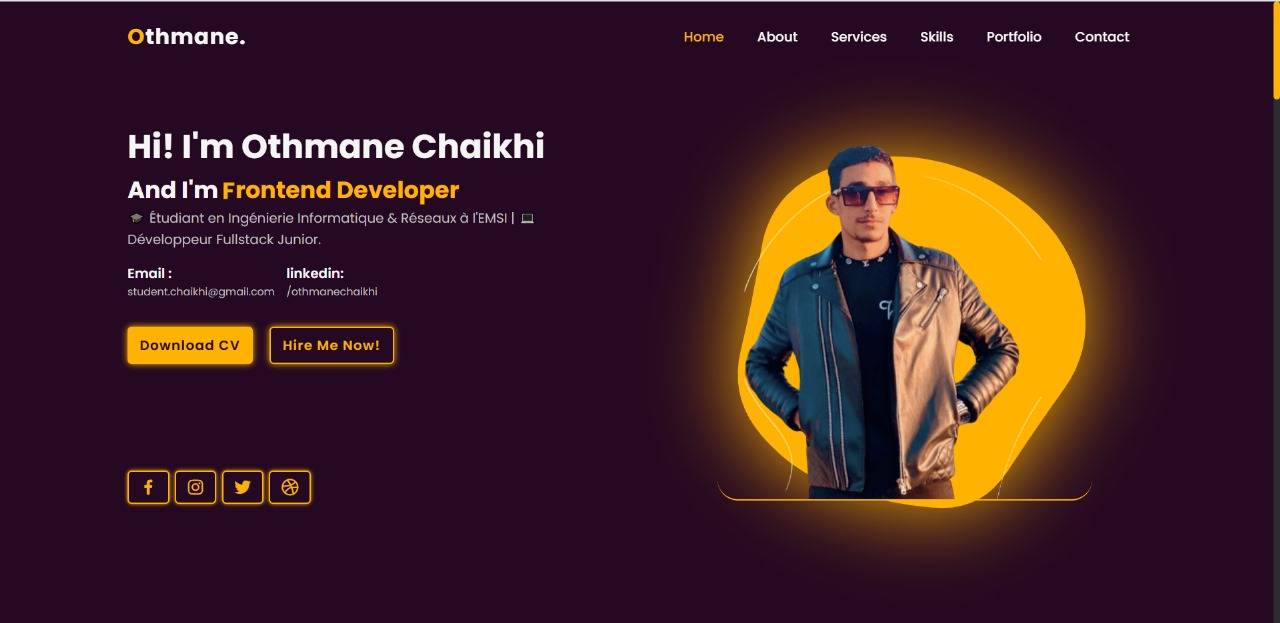 Othmane.
Home About Services Skills Portfolio Contact
Hi! I'm Othmane Chaikhi
And I'm Frontend Developer
🎓 Étudiant en Ingénierie Informatique & Réseaux à l'EMSI | 💻
Développeur Fullstack Junior.
Email : linkedin:
student.chaikhi@gmail.com /othmanechaikhi
Download CV Hire Me Now!